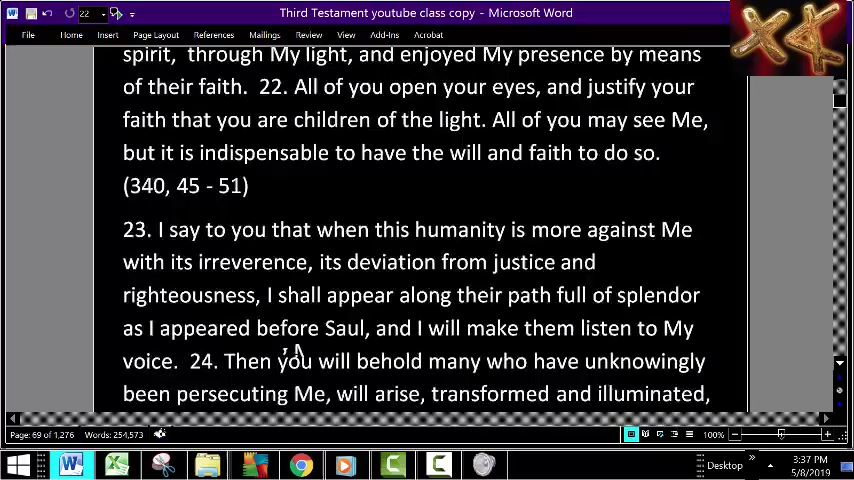 22
Third Testament youtube class copy - Microsoft Word
File Home Insert Page Layout References Mailings Review View Add-Ins Acrobat
spirit, through My light, and enjoyed My presence by means
of their faith. 22. All of you open your eyes, and justify your
faith that you are children of the light. All of you may see Me,
but it is indispensable to have the will and faith to do so.
(340, 45 - 51)
23. I say to you that when this humanity is more against Me
with its irreverence, its deviation from justice and
righteousness, I shall appear along their path full of splendor
as I appeared before Saul, and I will make them listen to My
voice. 24. Then you will behold many who have unknowingly
been persecuting Me, will arise, transformed and illuminated,
Page: 69 of 1,276 Words: 254,573 100%
Desktop
3:37 PM
5/8/2019